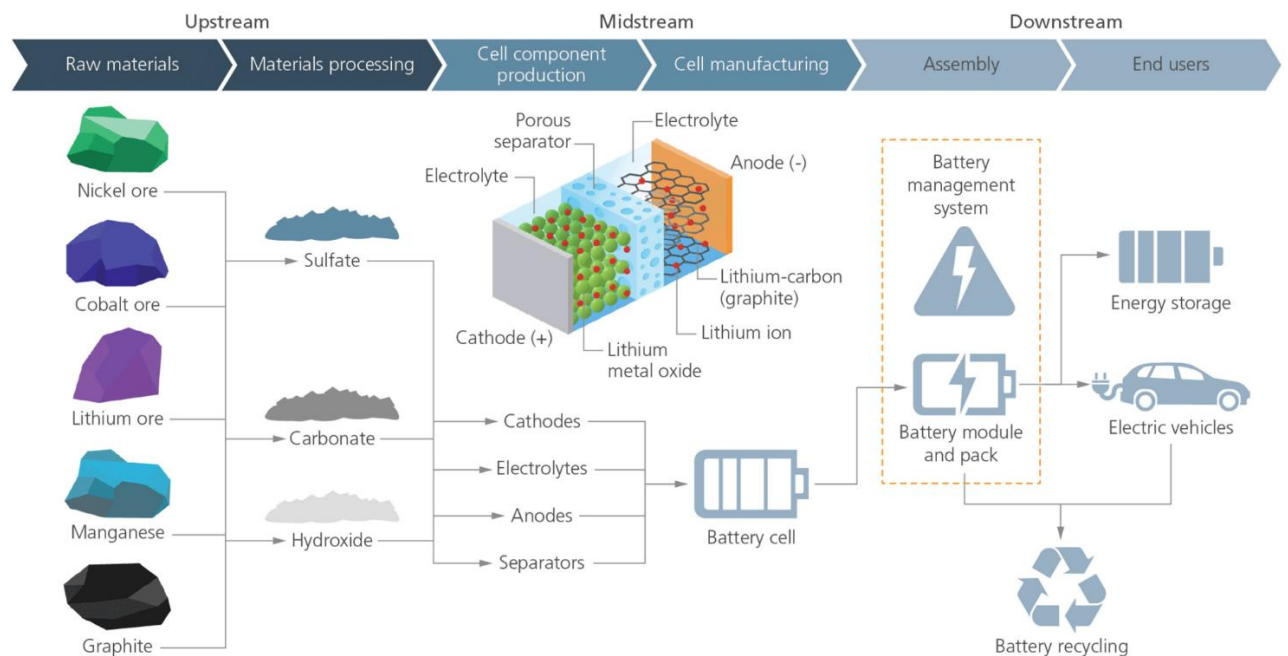 Upstream
Midstream
Downstream
Raw materials
Materials processing
Cell component
production
Cell manufacturing
Assembly
End users
Nickel ore
Cobalt ore
Lithium ore
Manganese
Graphite
Sulfate
Carbonate
Hydroxide
Porous
separator
Electrolyte
Electrolyte
Anode (-)
Cathode (+)
Lithium-carbon
(graphite)
Lithium ion
Lithium
metal oxide
Cathodes
Electrolytes
Anodes
Separators
Battery cell
Battery
management
system
Battery module
and pack
Energy storage
Electric vehicles
Battery recycling